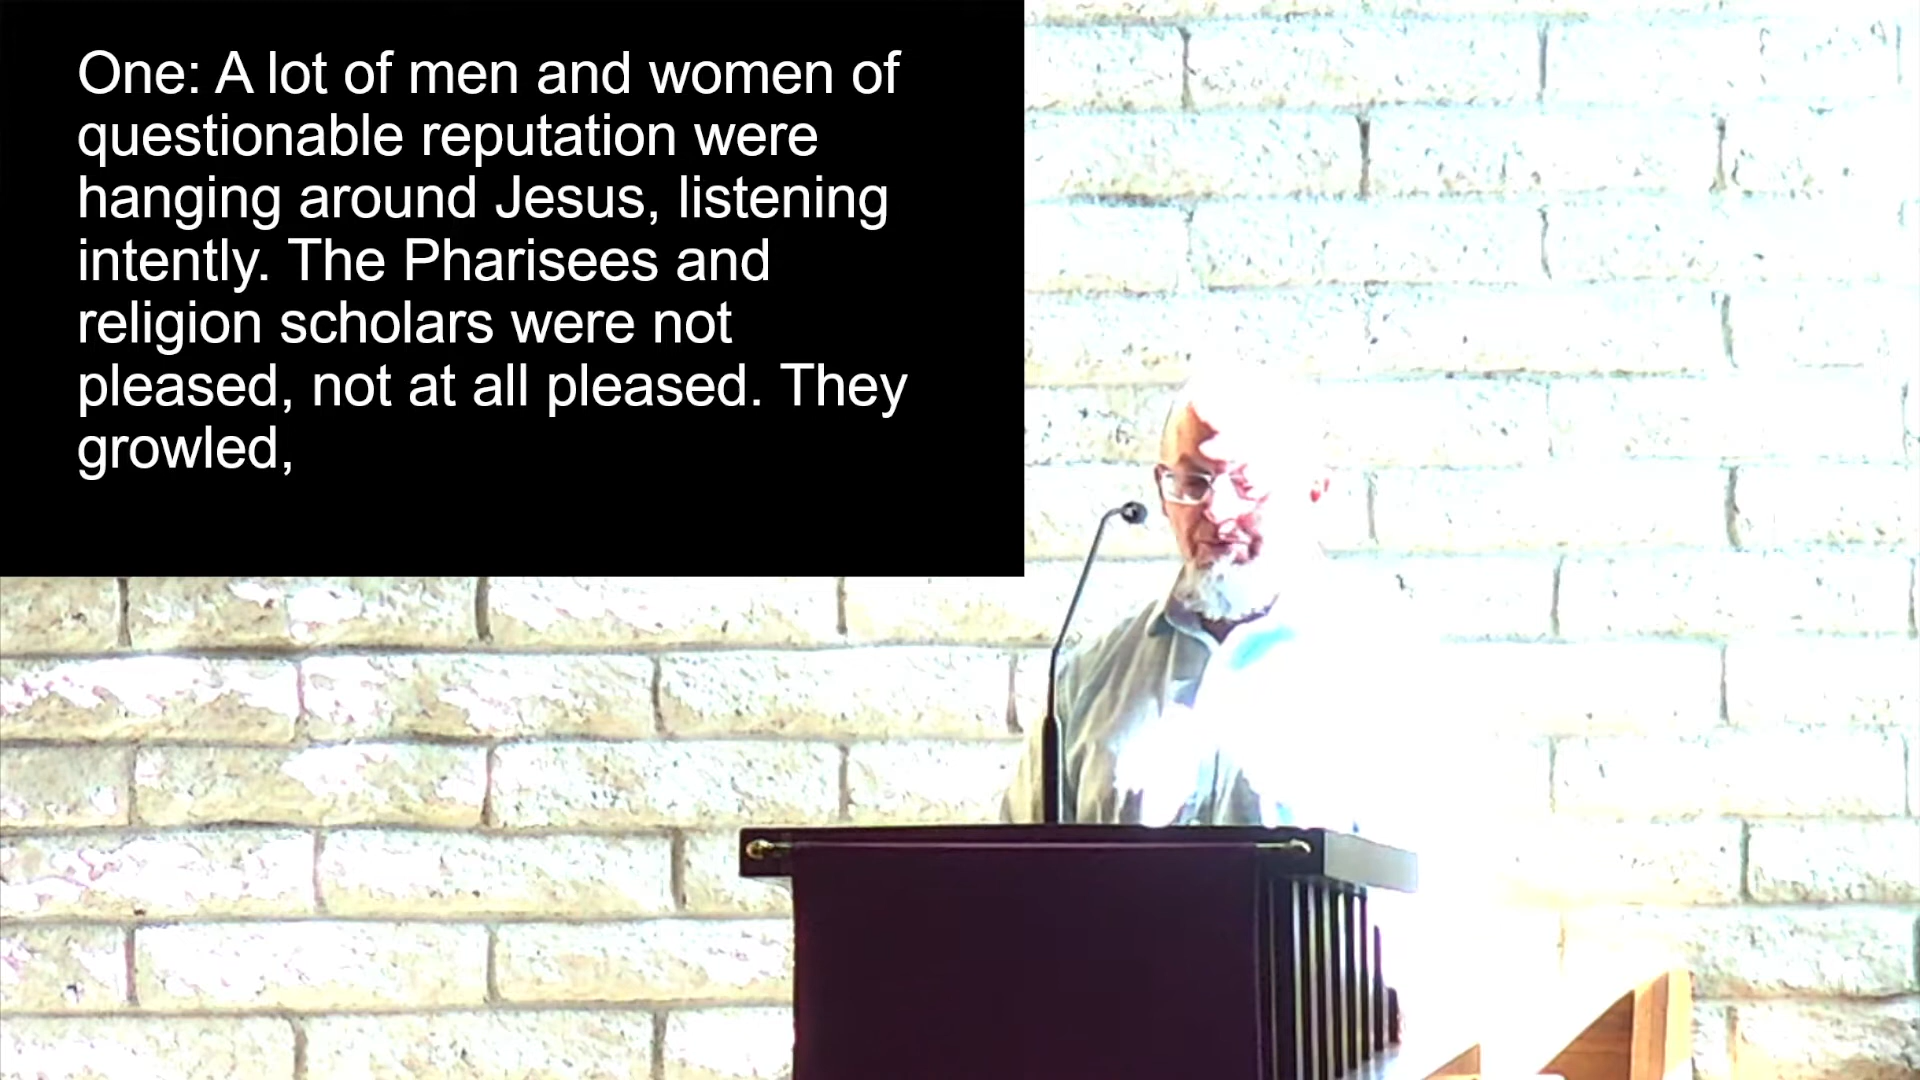 One: A lot of men and women of
questionable reputation were
hanging around Jesus, listening
intently. The Pharisees and
religion scholars were not
pleased, not at all pleased. They
growled,